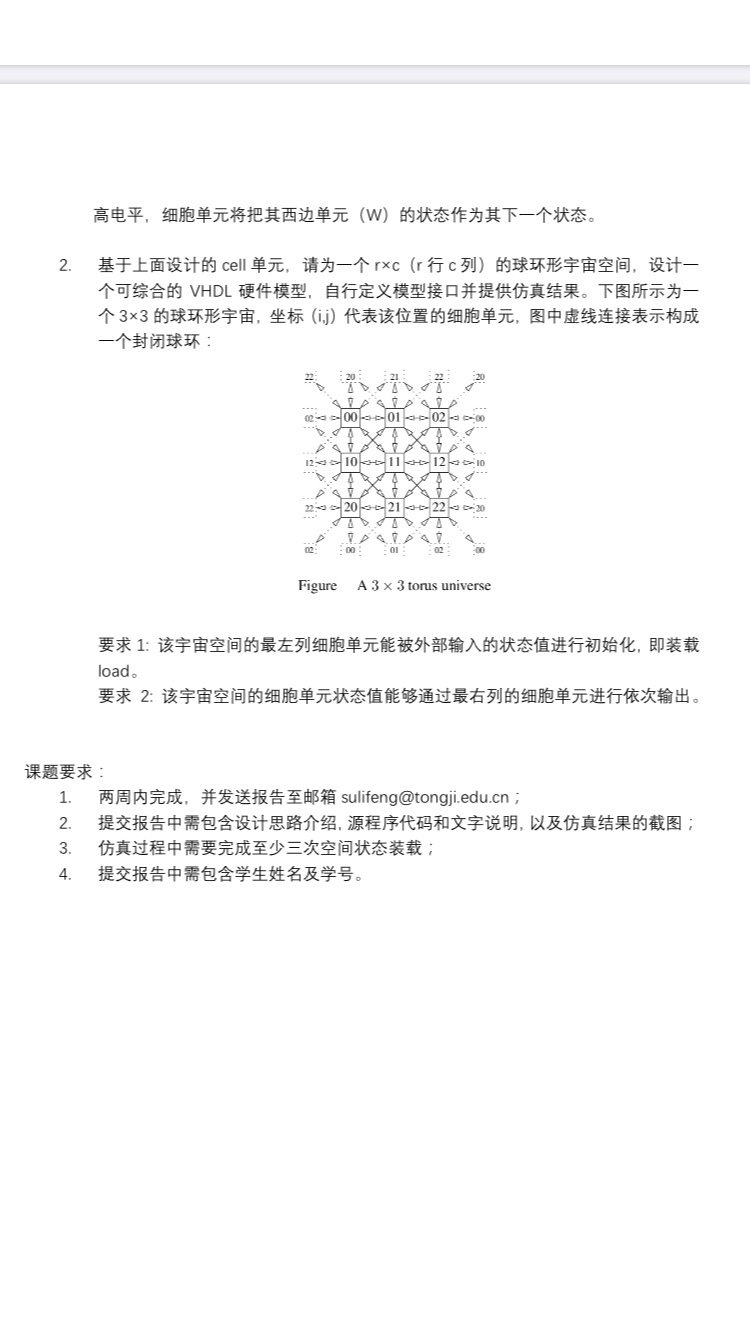 高电平，细胞单元将把其西边单元（W）的状态作为其下一个状态。
2. 基于上面设计的 cell 单元，请为一个 r×c（r 行 c 列）的球环形宇宙空间，设计一
个可综合的 VHDL 硬件模型，自行定义模型接口并提供仿真结果。下图所示为一
个 3×3 的球环形宇宙，坐标（i,j）代表该位置的细胞单元，图中虚线连接表示构成
一个封闭球环：
22 20 21 22 20
02 00 01 02 00
12 10 11 12 10
22 20 21 22 20
02 00 01 02 00
Figure A 3 × 3 torus universe
要求 1: 该宇宙空间的最左列细胞单元能被外部输入的状态值进行初始化，即装载
load。
要求 2: 该宇宙空间的细胞单元状态值能够通过最右列的细胞单元进行依次输出。
课题要求：
1. 两周内完成，并发送报告至邮箱 sulifeng@tongji.edu.cn；
2. 提交报告中需包含设计思路介绍，源程序代码和文字说明，以及仿真结果的截图；
3. 仿真过程中需要完成至少三次空间状态装载；
4. 提交报告中需包含学生姓名及学号。